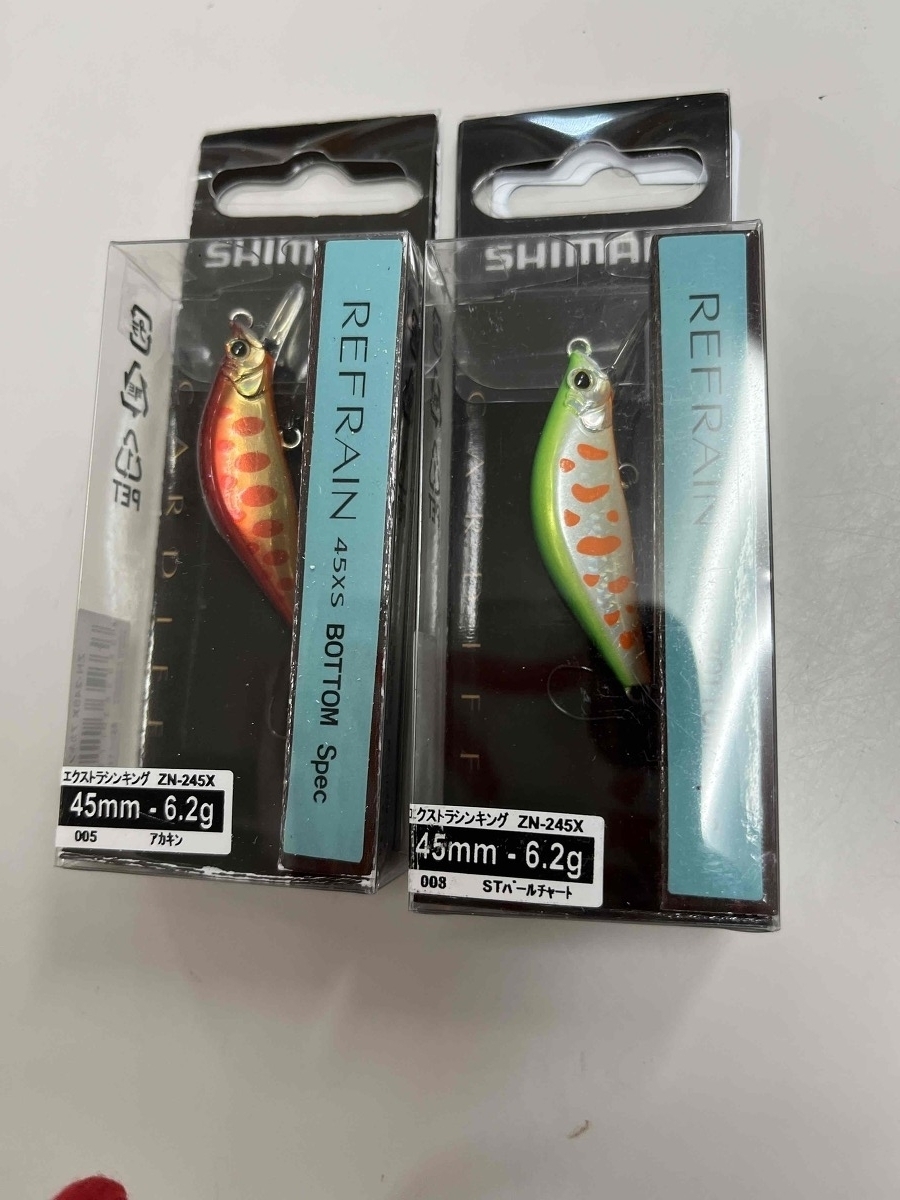 SHIM
REFRAIN 45XS BOTTOM Spec
CARDIFF
エクストラシンキング ZN-245X
45mm - 6.2g
005 アカキン
SHIMA
REFRAIN
エクストラシンキング ZN-245X
45mm - 6.2g
008 STパールチャート